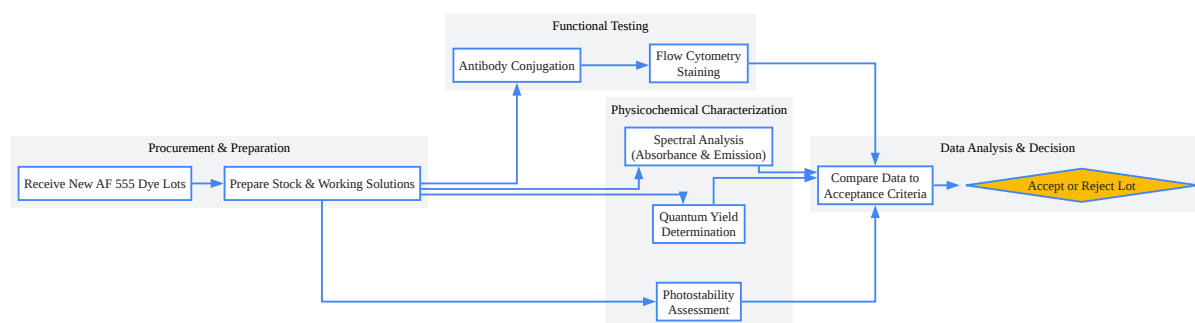 Functional Testing
Antibody Conjugation
Flow Cytometry
Staining
Physicochemical Characterization
Spectral Analysis
(Absorbance & Emission)
Quantum Yield
Determination
Photostability
Assessment
Procurement & Preparation
Receive New AF 555 Dye Lots
Prepare Stock & Working Solutions
Data Analysis & Decision
Compare Data to
Acceptance Criteria
Accept or Reject Lot